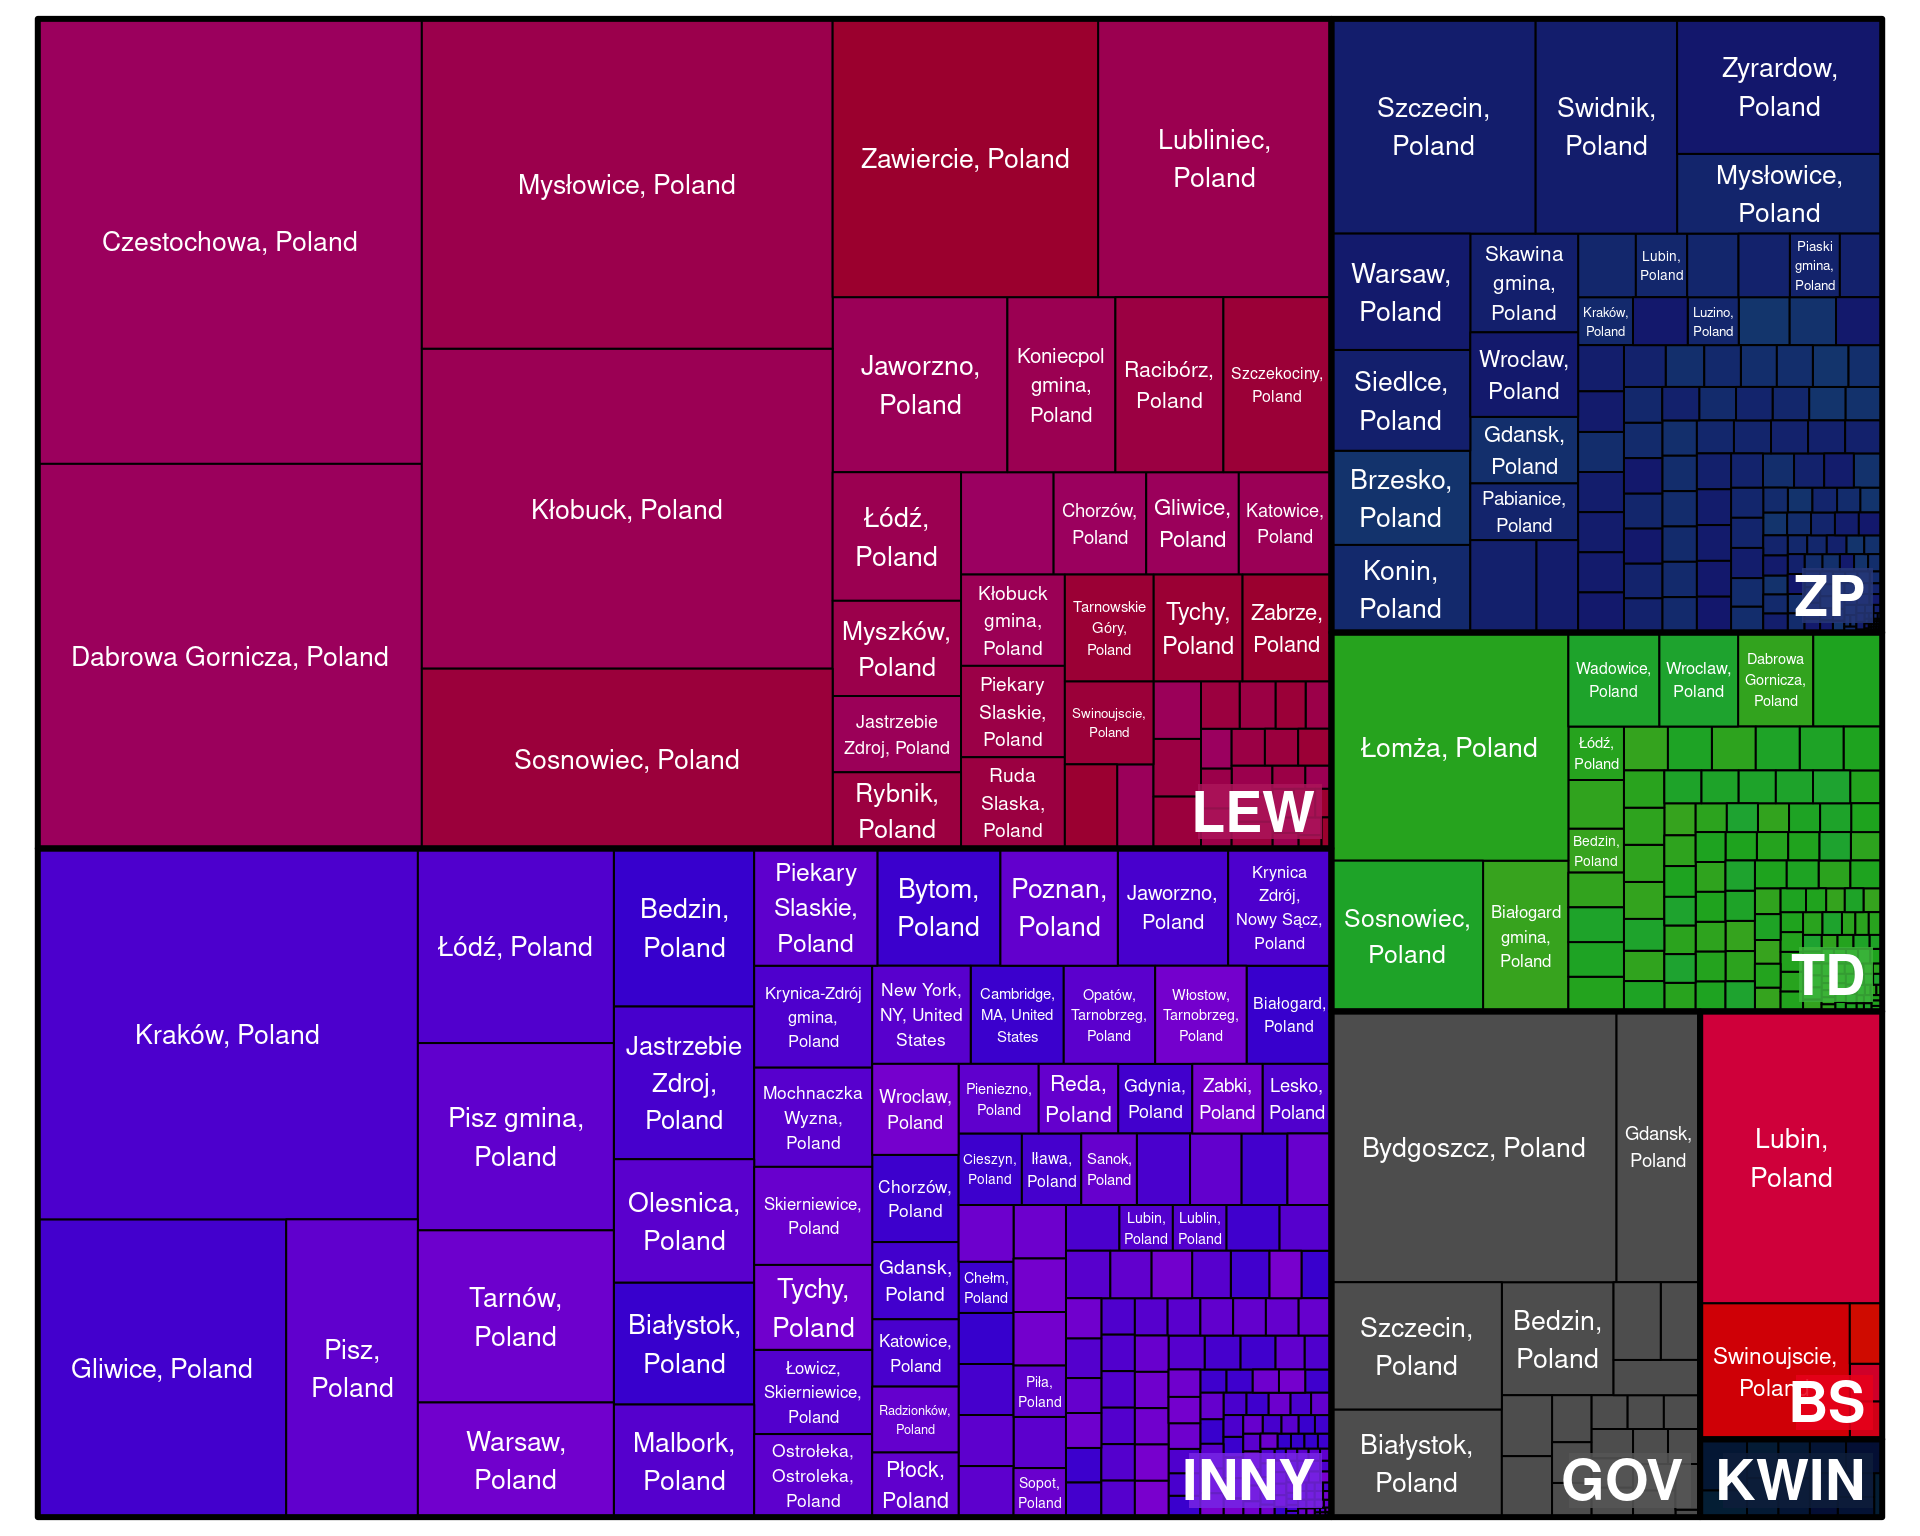 Czestochowa, Poland
Dabrowa Gornicza, Poland
Mysłowice, Poland
Kłobuck, Poland
Sosnowiec, Poland
Zawiercie, Poland
Lubliniec,
Poland
Jaworzno,
Poland
Koniecpol
gmina,
Poland
Racibórz,
Poland
Szczekociny,
Poland
Łódź,
Poland
Myszków,
Poland
Jastrzebie
Zdroj, Poland
Rybnik,
Poland
Chorzów,
Poland
Gliwice,
Poland
Katowice,
Poland
Kłobuck
gmina,
Poland
Piekary
Slaskie,
Poland
Ruda
Slaska,
Poland
Tarnowskie
Góry,
Poland
Tychy,
Poland
Zabrze,
Poland
Swinoujscie,
Poland
LEW
Szczecin,
Poland
Swidnik,
Poland
Zyrardow,
Poland
Mysłowice,
Poland
Warsaw,
Poland
Siedlce,
Poland
Brzesko,
Poland
Konin,
Poland
Skawina
gmina,
Poland
Wroclaw,
Poland
Gdansk,
Poland
Pabianice,
Poland
Lubin,
Poland
Piaski
gmina,
Poland
Kraków,
Poland
Luzino,
Poland
ZP
Łomża, Poland
Sosnowiec,
Poland
Białogard
gmina,
Poland
Wadowice,
Poland
Wroclaw,
Poland
Dabrowa
Gornicza,
Poland
Łódź,
Poland
Bedzin,
Poland
TD
Kraków, Poland
Gliwice, Poland
Pisz,
Poland
Łódź, Poland
Pisz gmina,
Poland
Tarnów,
Poland
Warsaw,
Poland
Bedzin,
Poland
Jastrzebie
Zdroj,
Poland
Olesnica,
Poland
Białystok,
Poland
Malbork,
Poland
Piekary
Slaskie,
Poland
Bytom,
Poland
Poznan,
Poland
Jaworzno,
Poland
Krynica
Zdrój,
Nowy Sącz,
Poland
Krynica-Zdrój
gmina,
Poland
Mochnaczka
Wyzna,
Poland
Skierniewice,
Poland
Tychy,
Poland
Łowicz,
Skierniewice,
Poland
Ostrołeka,
Ostroleka,
Poland
New York,
NY, United
States
Cambridge,
MA, United
States
Opatów,
Tarnobrzeg,
Poland
Włostow,
Tarnobrzeg,
Poland
Białogard,
Poland
Wroclaw,
Poland
Chorzów,
Poland
Gdansk,
Poland
Katowice,
Poland
Radzionków,
Poland
Płock,
Poland
Pieniezno,
Poland
Reda,
Poland
Gdynia,
Poland
Zabki,
Poland
Lesko,
Poland
Cieszyn,
Poland
Iława,
Poland
Sanok,
Poland
Lubin,
Poland
Lublin,
Poland
Chełm,
Poland
Piła,
Poland
Sopot,
Poland
INNY
Bydgoszcz, Poland
Gdansk,
Poland
Szczecin,
Poland
Bedzin,
Poland
Białystok,
Poland
GOV
Lubin,
Poland
Swinoujscie,
Poland
BS
KWIN